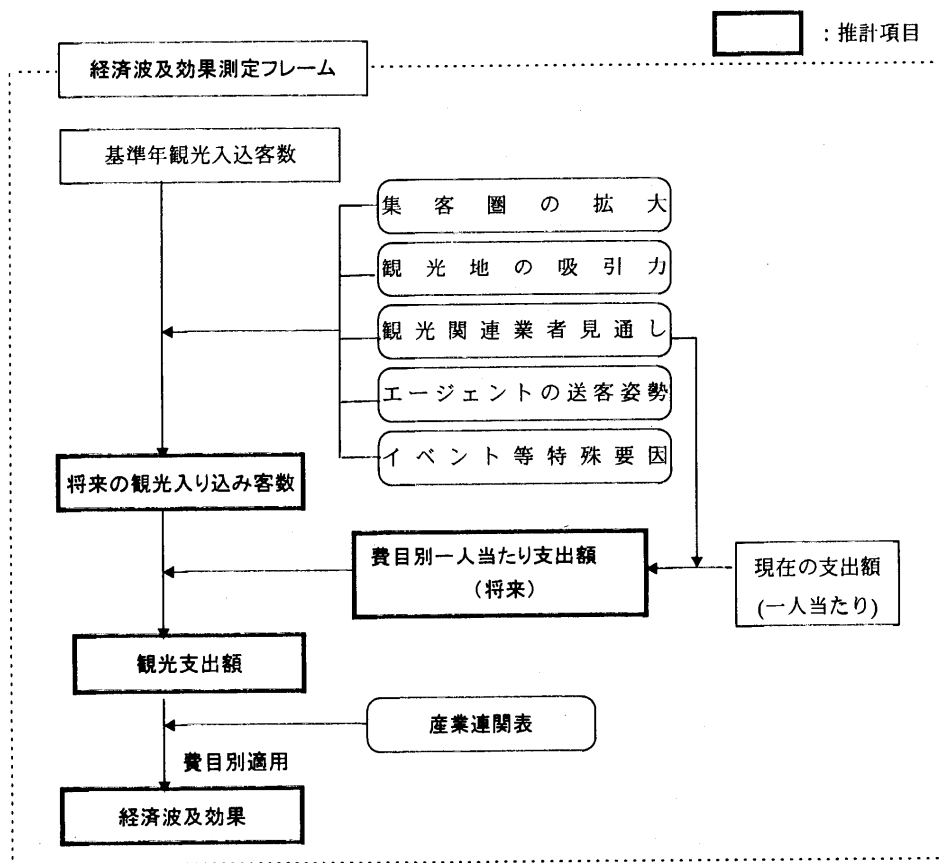 ：推計項目
経済波及効果測定フレーム
基準年観光入込客数
集客圏の拡大
観光地の吸引力
観光関連業者見通し
エージェントの送客姿勢
イベント等特殊要因
将来の観光入り込み客数
費目別一人当たり支出額
（将来）
現在の支出額
(一人当たり)
観光支出額
産業連関表
費目別適用
経済波及効果